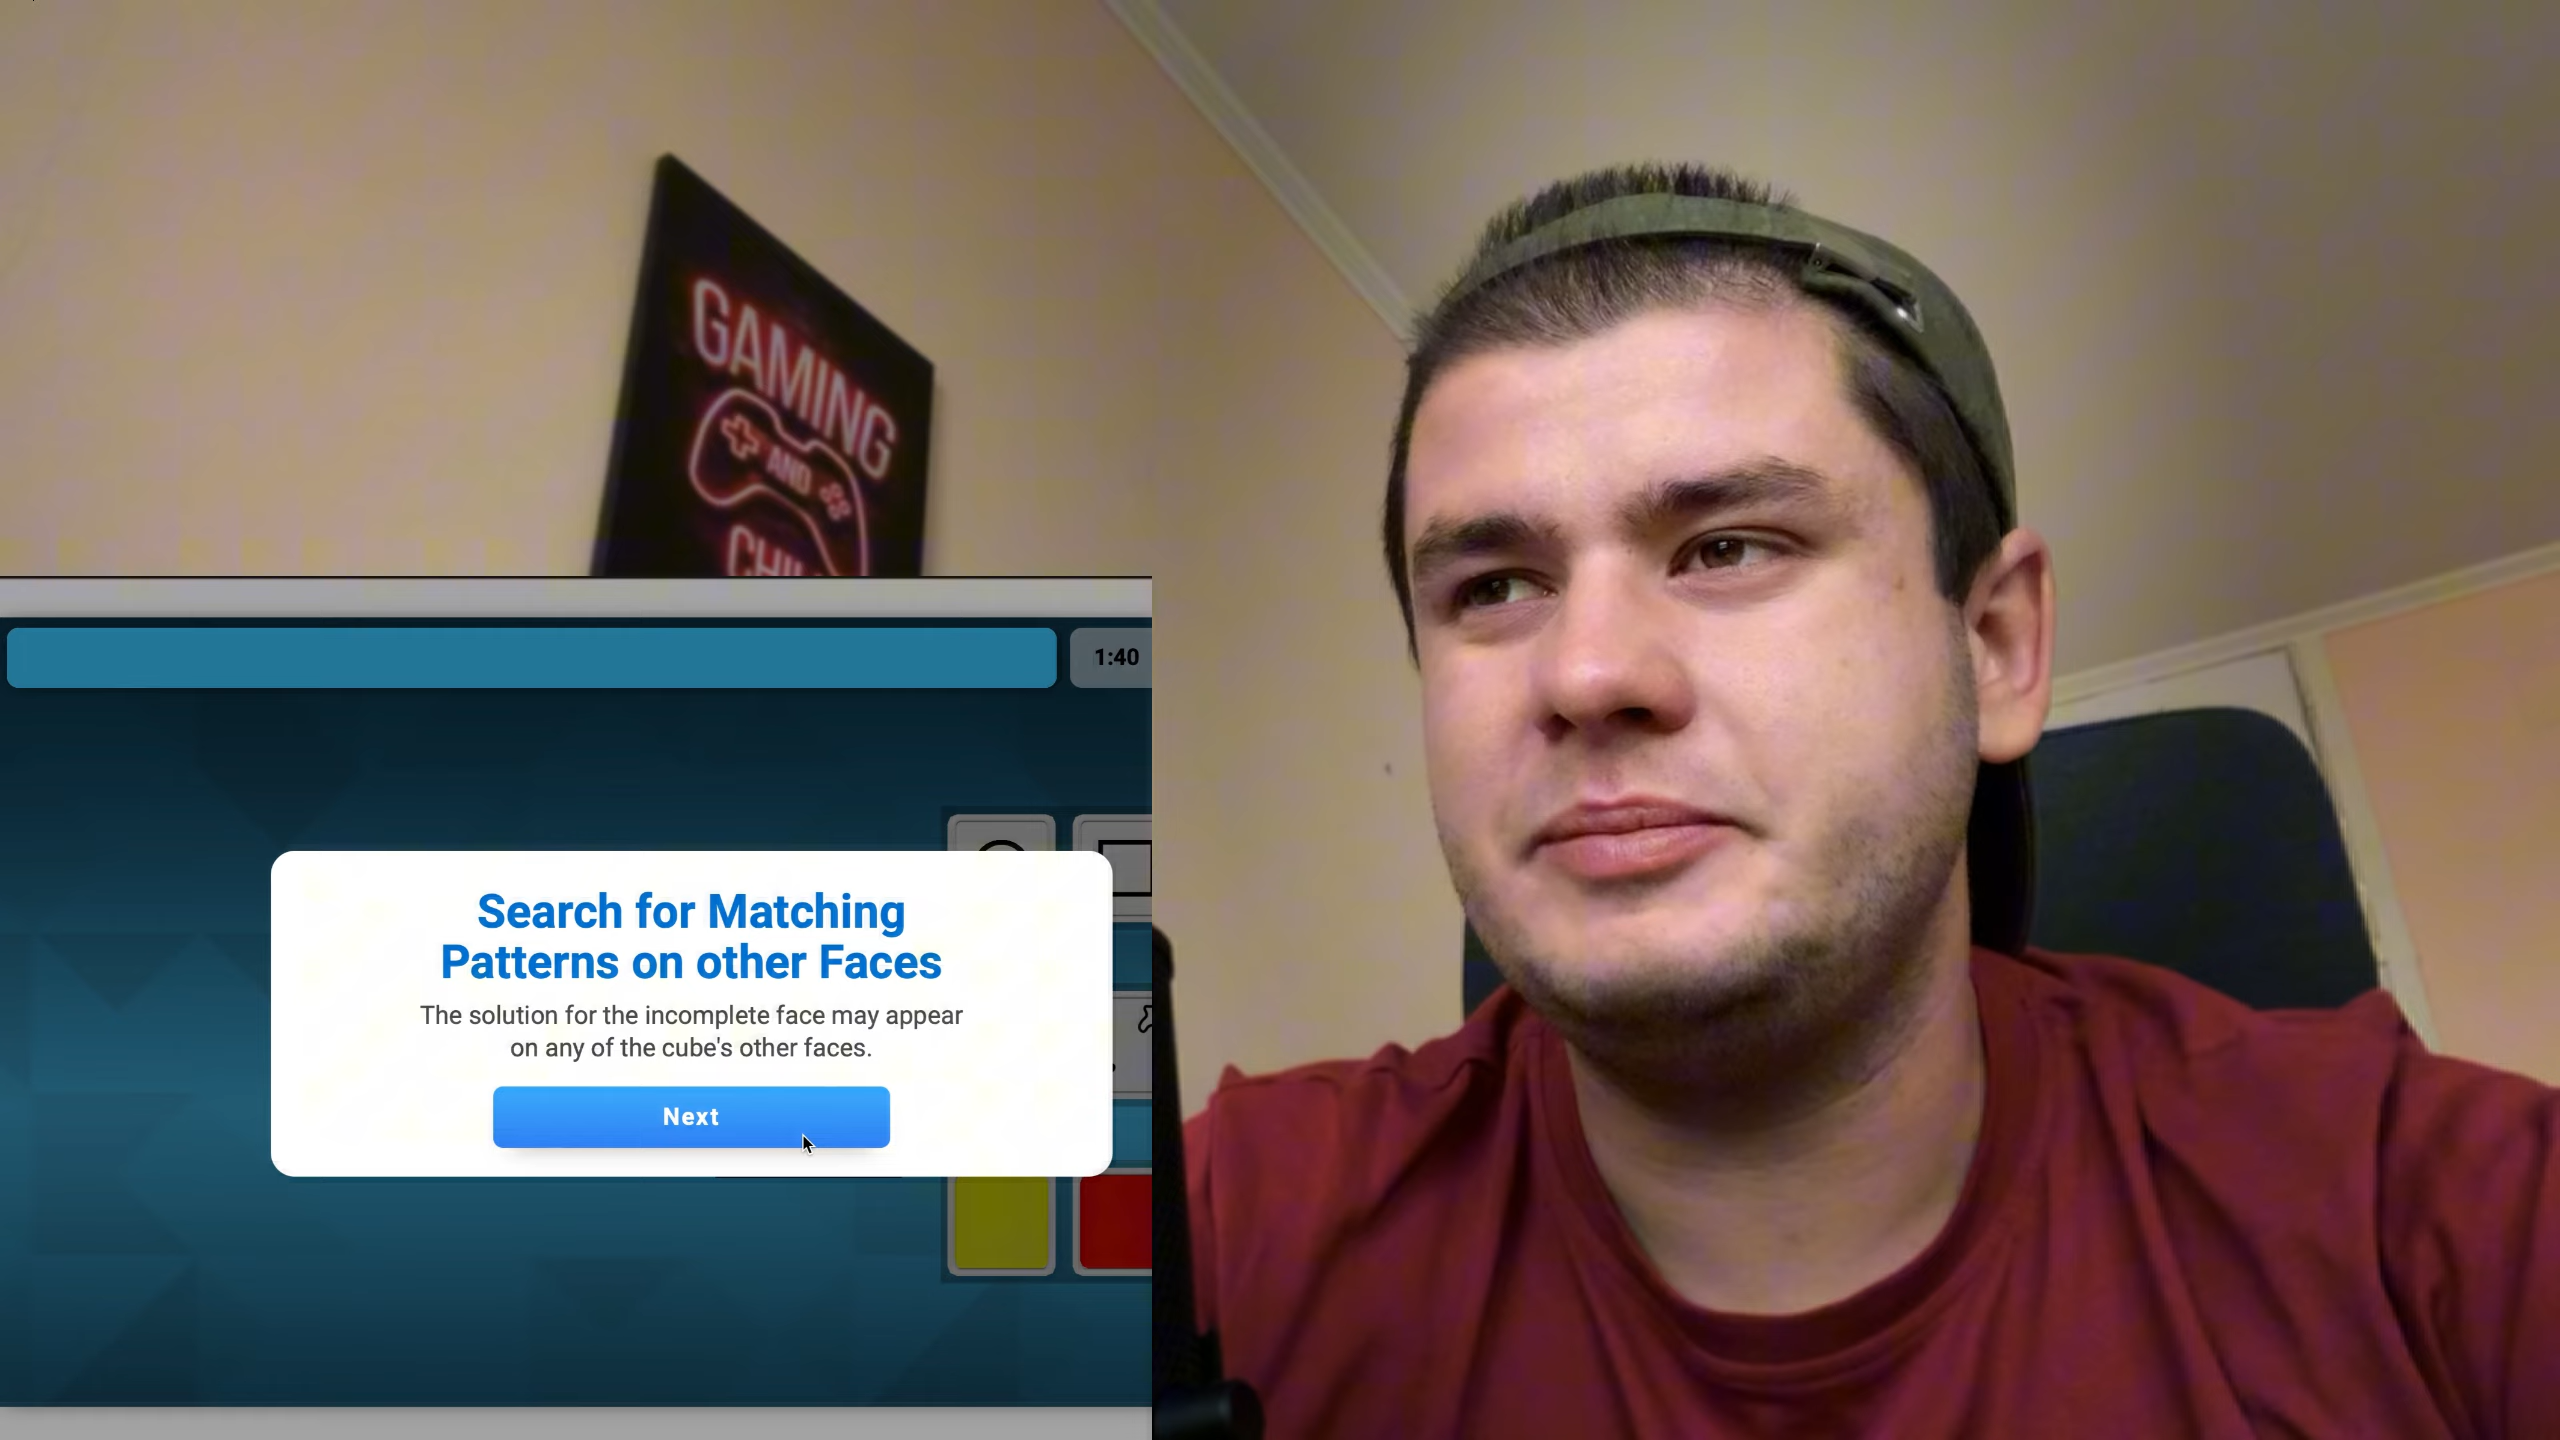 GAMING
AND
1:40
Search for Matching
Patterns on other Faces
The solution for the incomplete face may appear
on any of the cube's other faces.
Next